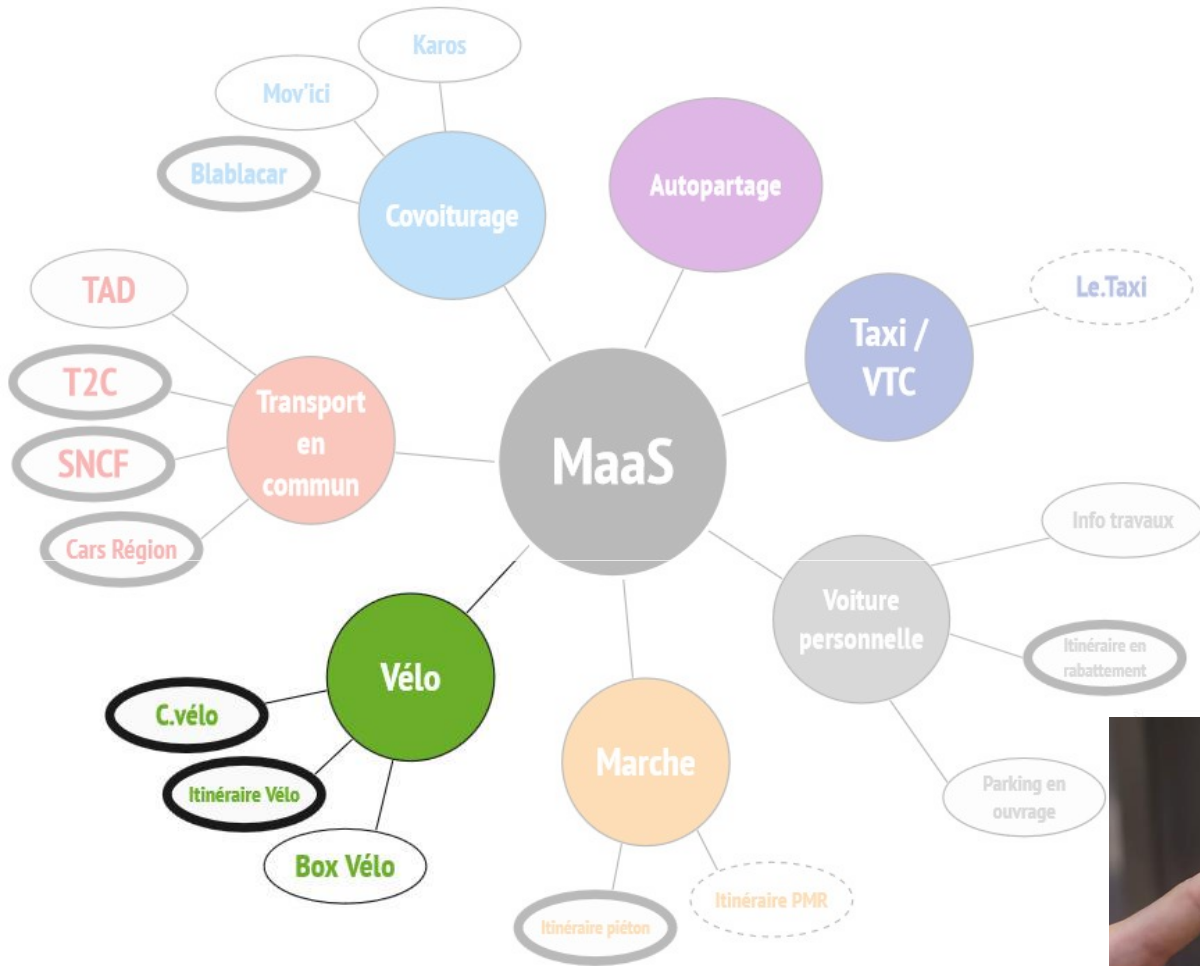 Karos
Mov'ici
Blablacar
Covoiturage
Autopartage
Le.Taxi
Taxi /
VTC
TAD
T2C
SNCF
Cars Région
Transport
en
commun
MaaS
Info travaux
Voiture
personnelle
Itinéraire en
rabattement
Parking en
ouvrage
Vélo
C.vélo
Itinéraire Vélo
Box Vélo
Marche
Itinéraire piéton
Itinéraire PMR